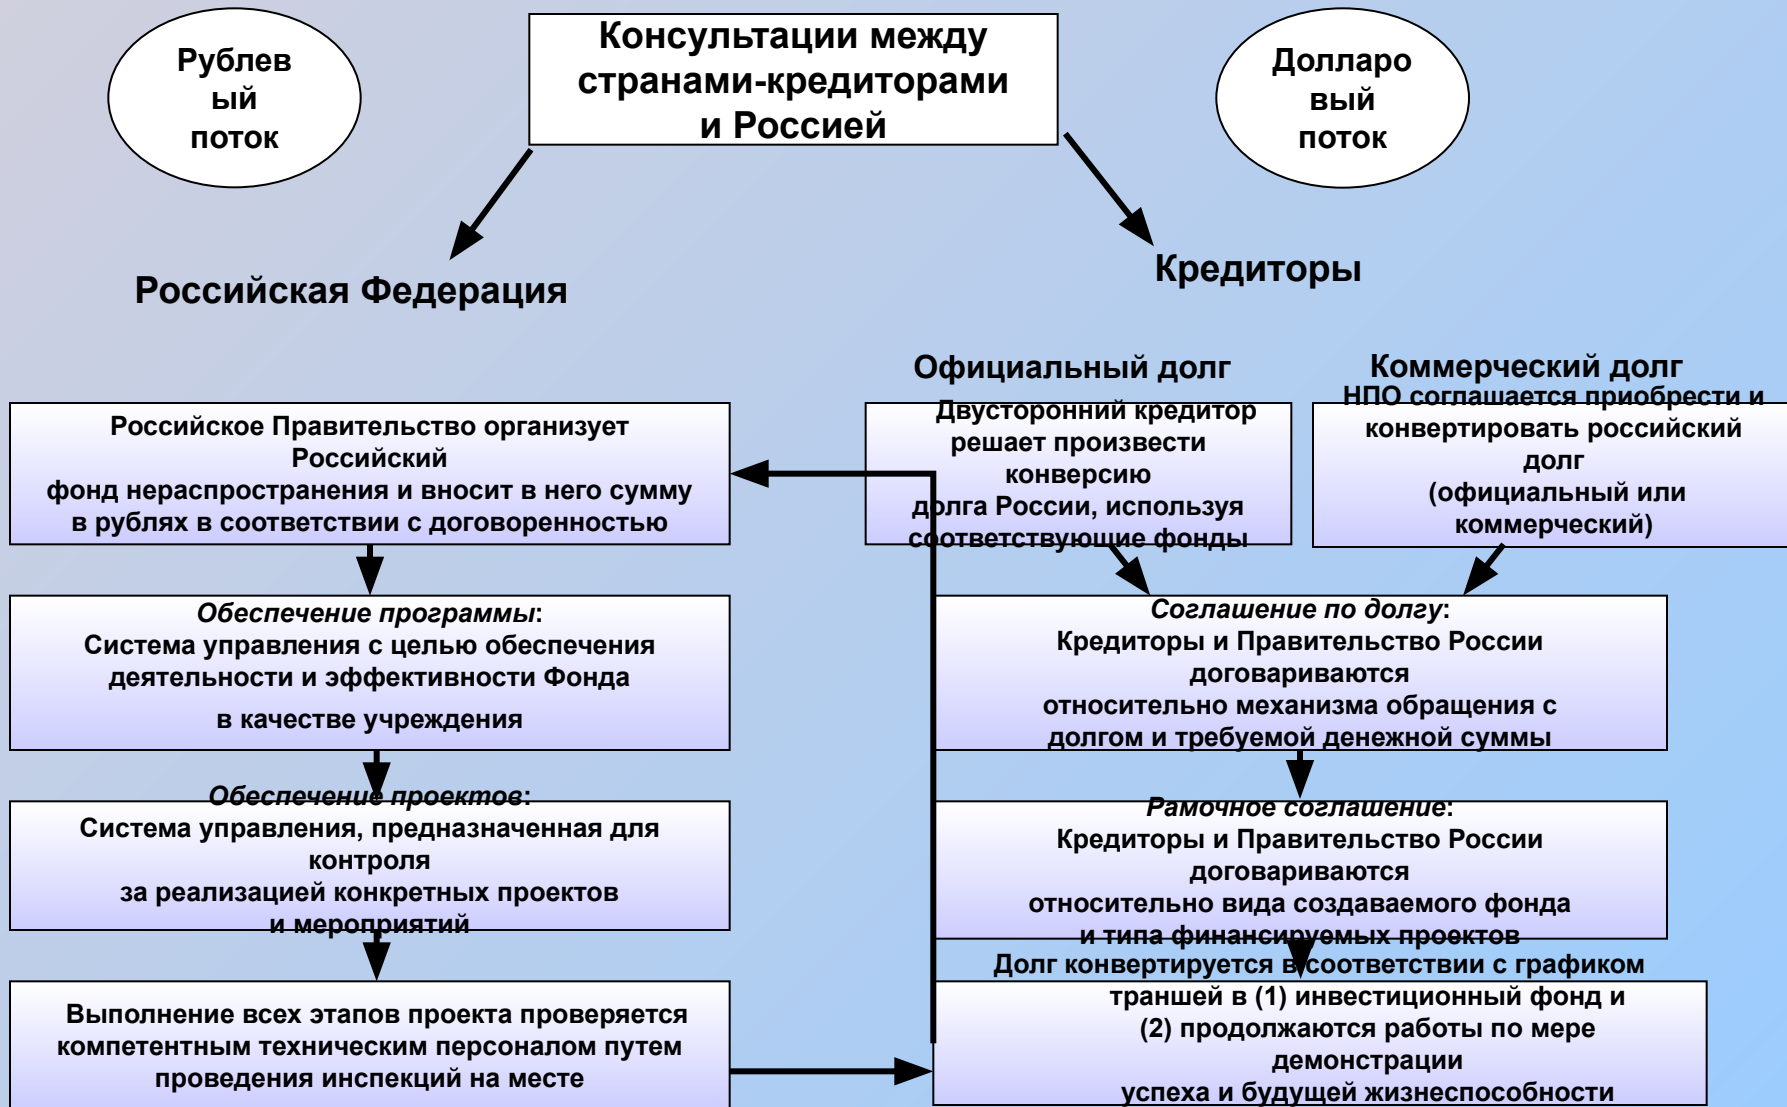 Рублев
ый
поток
Консультации между
странами-кредиторами
и Россией
Долларо
вый
поток
Российская Федерация
Кредиторы
Официальный долг
Коммерческий долг
Российское Правительство организует
Российский
фонд нераспространения и вносит в него сумму
в рублях в соответствии с договоренностью
Двусторонний кредитор
решает произвести
конверсию
долга России, используя
соответствующие фонды
НПО соглашается приобрести и
конвертировать российский
долг
(официальный или
коммерческий)
Обеспечение программы:
Система управления с целью обеспечения
деятельности и эффективности Фонда
в качестве учреждения
Соглашение по долгу:
Кредиторы и Правительство России
договариваются
относительно механизма обращения с
долгом и требуемой денежной суммы
Обеспечение проектов:
Система управления, предназначенная для
контроля
за реализацией конкретных проектов
и мероприятий
Рамочное соглашение:
Кредиторы и Правительство России
договариваются
относительно вида создаваемого фонда
и типа финансируемых проектов
Выполнение всех этапов проекта проверяется
компетентным техническим персоналом путем
проведения инспекций на месте
Долг конвертируется в соответствии с графиком
траншей в (1) инвестиционный фонд и
(2) продолжаются работы по мере
демонстрации
успеха и будущей жизнеспособности